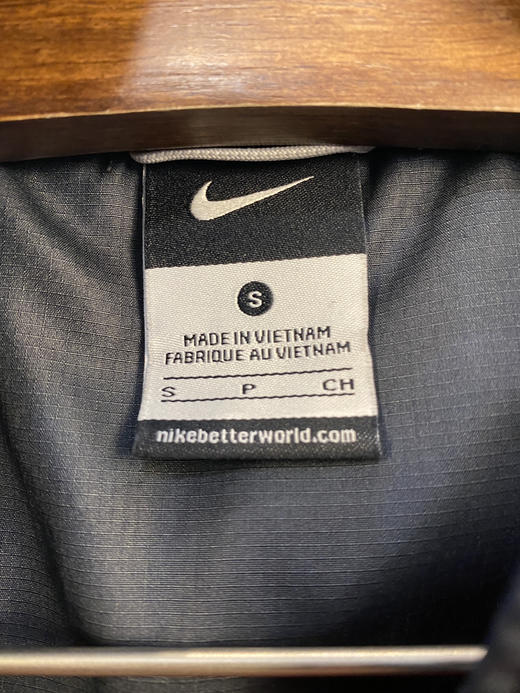 S
MADE IN VIETNAM
FABRIQUE AU VIETNAM
S P CH
nikebetterworld.com